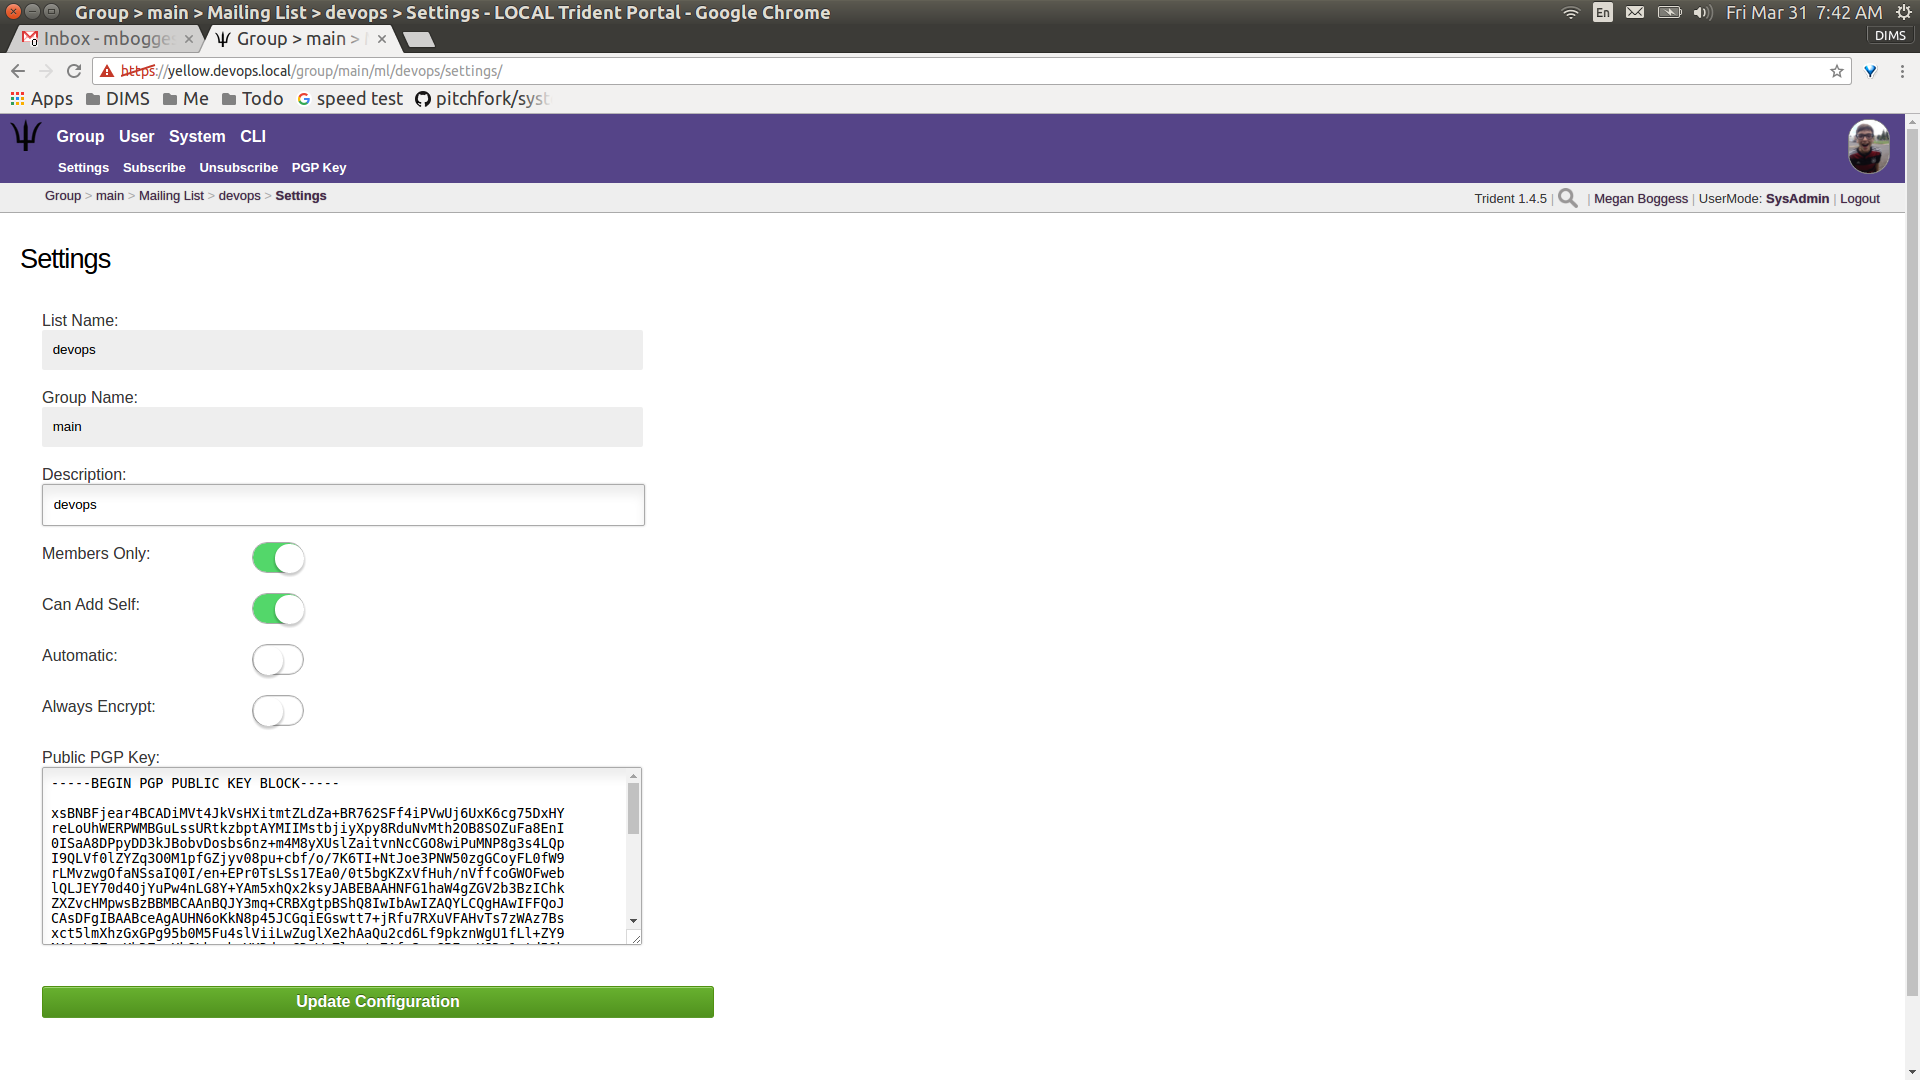 Group > main > Mailing List > devops > Settings - LOCAL Trident Portal - Google Chrome
En
Fri Mar 31 7:42 AM
Inbox - mbogges
Group > main >
DIMS
https://yellow.devops.local/group/main/ml/devops/settings/
Apps DIMS Me Todo speed test pitchfork/syst
Group User System CLI
Settings Subscribe Unsubscribe PGP Key
Group > main > Mailing List > devops > Settings
Trident 1.4.5 | | Megan Boggess | UserMode: SysAdmin | Logout
Settings
List Name:
devops
Group Name:
main
Description:
devops
Members Only:
Can Add Self:
Automatic:
Always Encrypt:
Public PGP Key:
-----BEGIN PGP PUBLIC KEY BLOCK-----
xsBNBFjear4BCADiMVt4JkVsHXitmtZLdZa+BR762SFf4iPVwUj6UxK6cg75DxHY
reLoUhWERPWMBGuLssURtkzbptAYMIIMstbjiyXpy8RduNvMth2OB8SOZuFa8EnI
0ISaA8DPpyDD3kJBobvDosbs6nz+m4M8yXUslZaitvnNcCGO8wiPuMNP8g3s4LQp
I9QLVf0lZYZq3O0M1pfGZjyv08pu+cbf/o/7K6TI+NtJoe3PNW50zgGCoyFL0fW9
rLMvzwgOfaNSsaIQ0I/en+EPr0TsLSs17Ea0/0t5bgKZxVfHuh/nVffcoGWOFweb
lQLJEY70d4OjYuPw4nLG8Y+YAm5xhQx2ksyJABEBAAHNFG1haW4gZGV2b3BzIChk
ZXZvcHMpwsBzBBMBCAAnBQJY3mq+CRBXgtpBShQ8IwIbAwIZAQYLCQgHAwIFFQoJ
CAsDFgIBAABceAgAUHN6oKkN8p45JCGqiEGswtt7+jRfu7RXuVFAHvTs7zWAz7Bs
xct5lmXhzGxGPg95b0M5Fu4slViiLwZuglXe2hAaQu2cd6Lf9pkznWgU1fLl+ZY9
Update Configuration